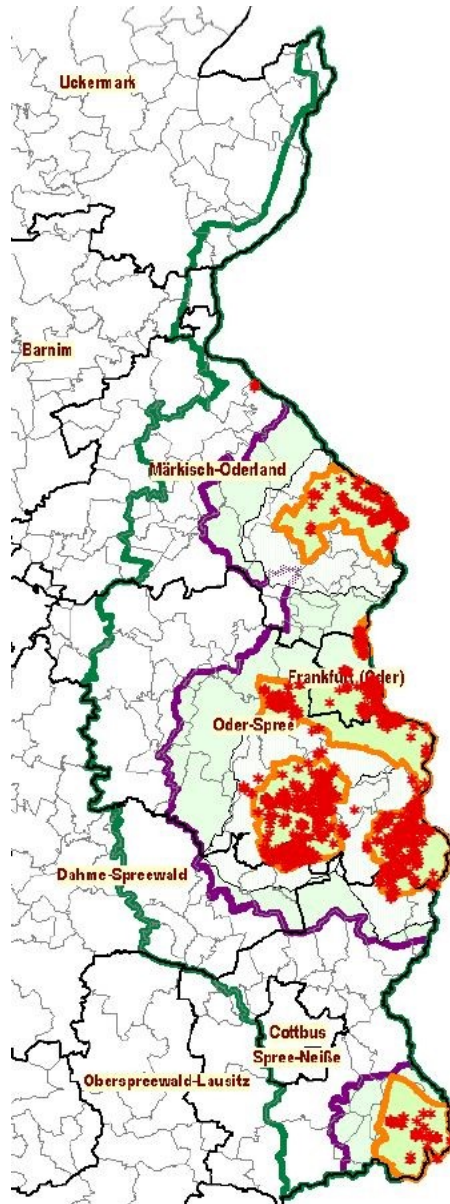 Uckermark
Barnim
Märkisch-Oderland
Frankfurt (Oder)
Oder-Spree
Dahme-Spreewald
Cottbus
Spree-Neiße
Oberspreewald-Lausitz